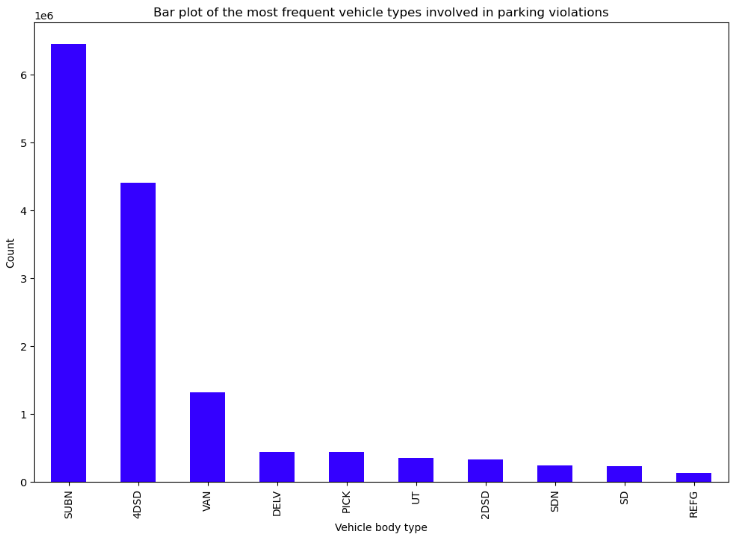 Bar plot of the most frequent vehicle types involved in parking violations
1e6
6
5
4
3
2
1
0
Count
SUBN
4DSD
VAN
DELV
PICK
UT
2DSD
SDN
SD
REFG
Vehicle body type